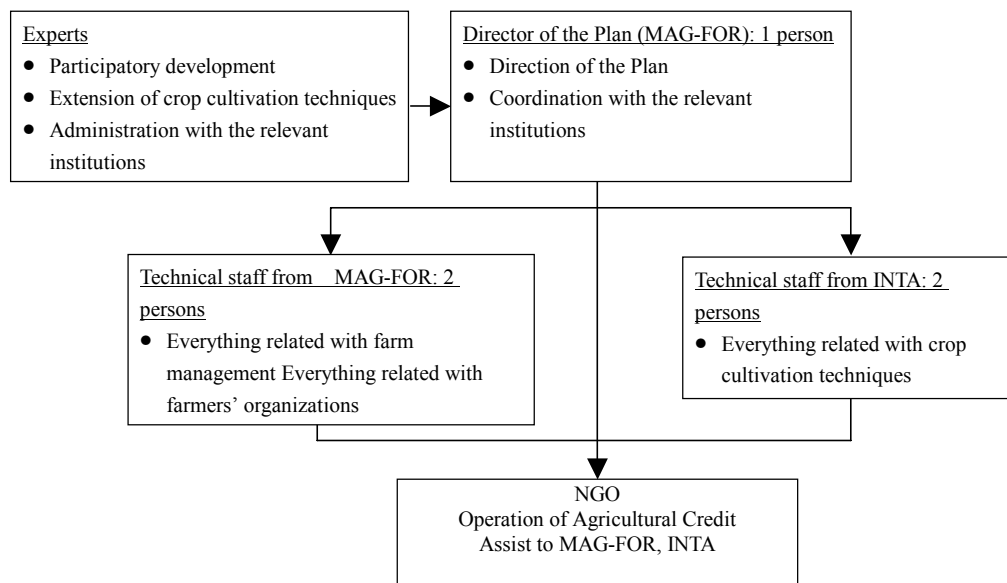 Experts
● Participatory development
● Extension of crop cultivation techniques
● Administration with the relevant
institutions
Director of the Plan (MAG-FOR): 1 person
● Direction of the Plan
● Coordination with the relevant
institutions
Technical staff from MAG-FOR: 2
persons
● Everything related with farm
management Everything related with
farmers’ organizations
Technical staff from INTA: 2
persons
● Everything related with crop
cultivation techniques
NGO
Operation of Agricultural Credit
Assist to MAG-FOR, INTA